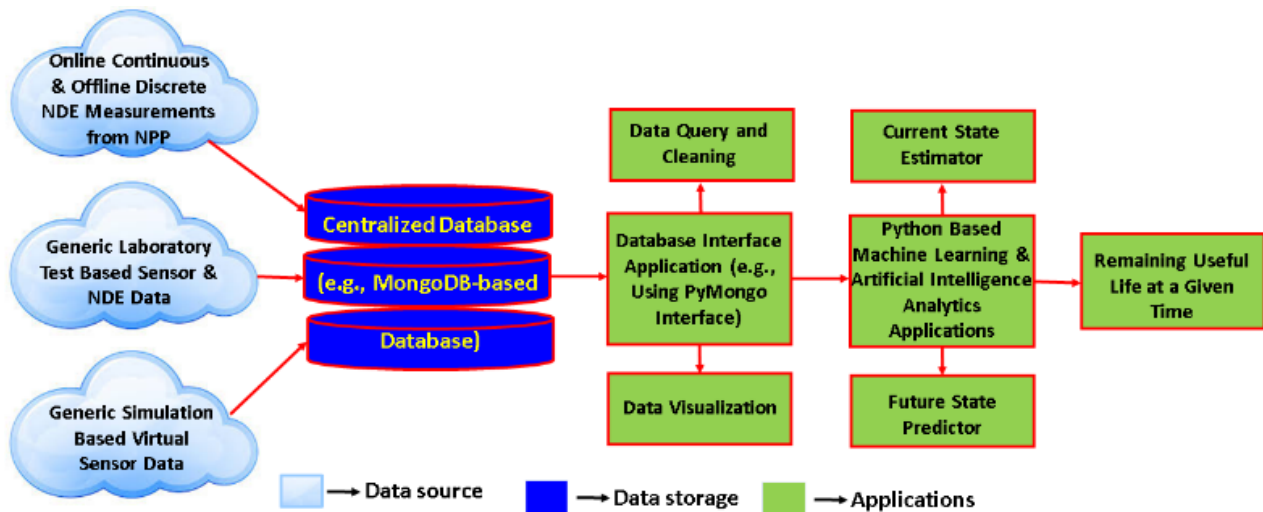 Online Continuous
& Offline Discrete
NDE Measurements
from NPP
Generic Laboratory
Test Based Sensor &
NDE Data
Generic Simulation
Based Virtual
Sensor Data
Centralized Database
(e.g., MongoDB-based
Database)
Data Query and
Cleaning
Database Interface
Application (e.g.,
Using PyMongo
Interface)
Data Visualization
Current State
Estimator
Python Based
Machine Learning &
Artificial Intelligence
Analytics
Applications
Future State
Predictor
Remaining Useful
Life at a Given
Time
Data source
Data storage
Applications